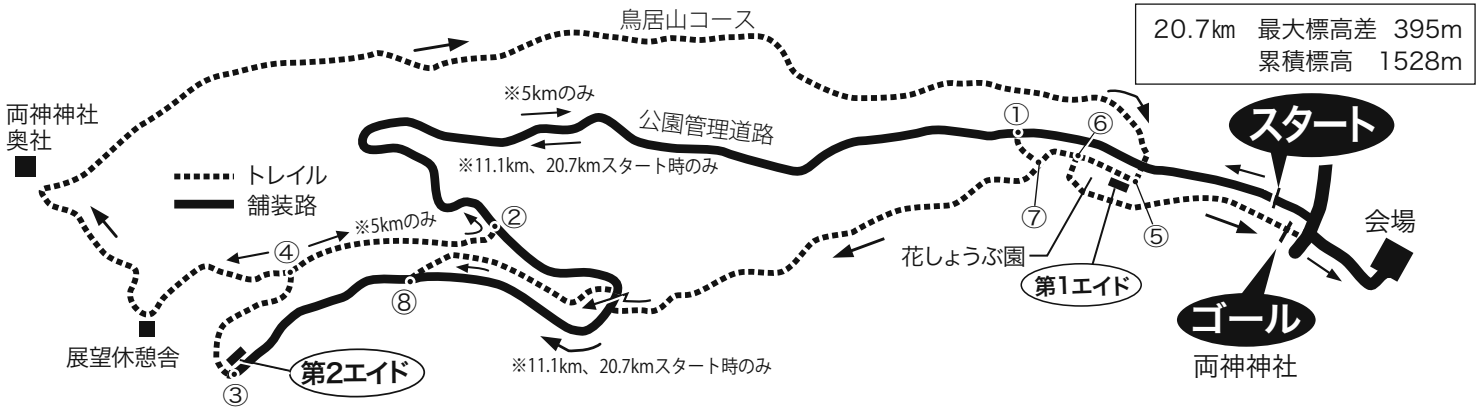 鳥居山コース
20.7km 最大標高差 395m
累積標高 1528m
両神神社
奥社
※5kmのみ
公園管理道路
①
⑥
スタート
※11.1km、20.7kmスタート時のみ
トレイル
舗装路
※5kmのみ
②
④
⑦
⑤
会場
花しょうぶ園
第1エイド
⑧
ゴール
展望休憩舎
第2エイド
③
※11.1km、20.7kmスタート時のみ
両神神社